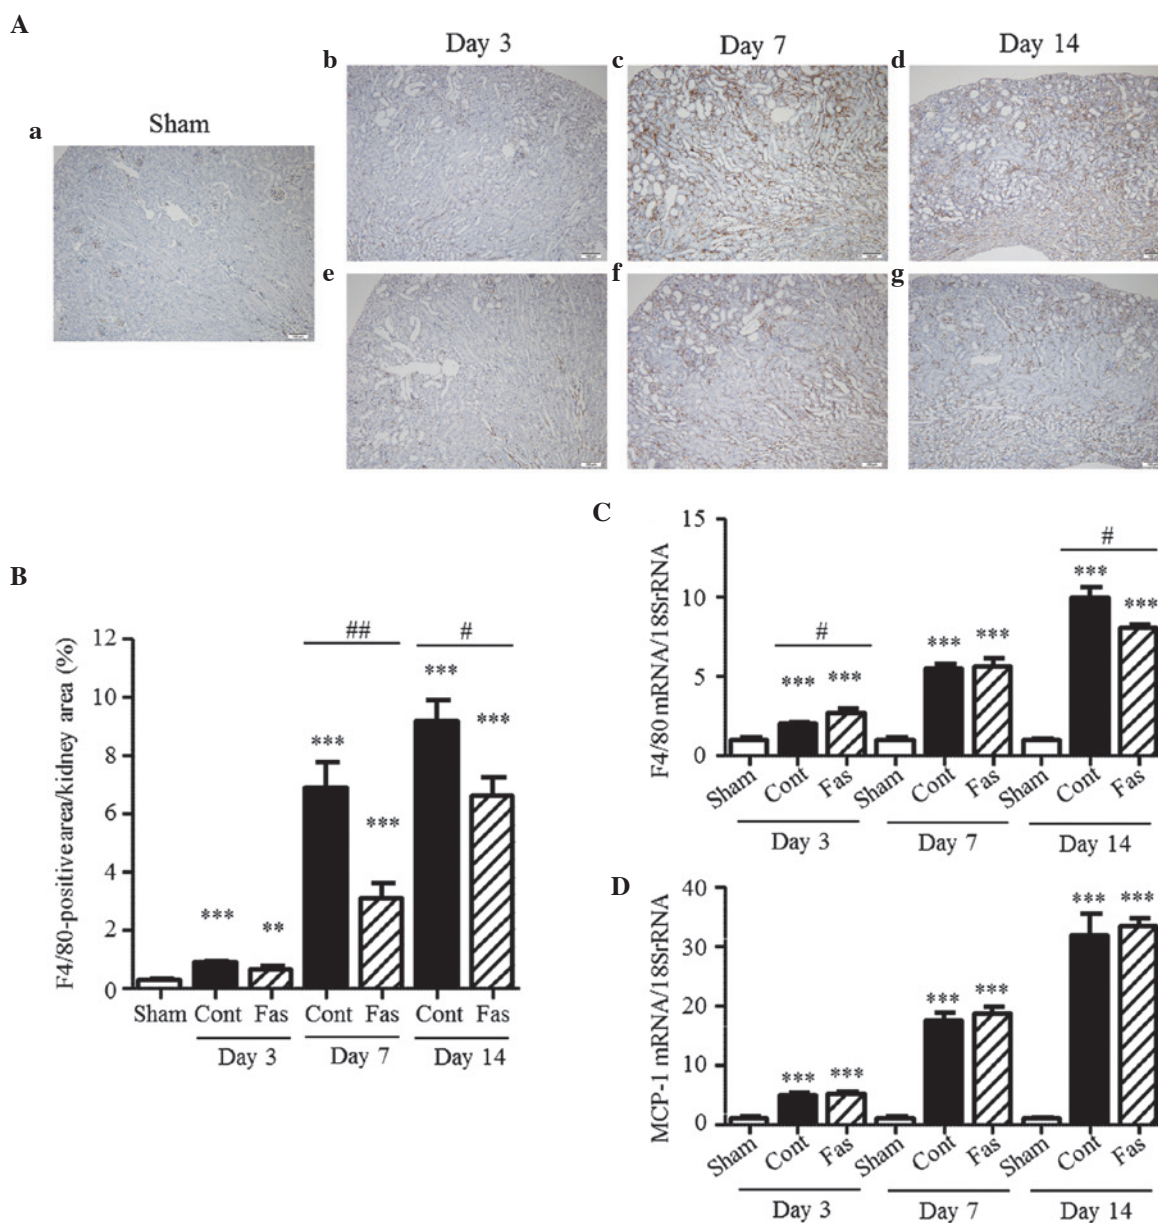 A
Day 3
Day 7
Day 14
b
c
d
Sham
a
e
f
g
B
F4/80-positive area/kidney area (%)
12
10
8
6
4
2
0
***
**
***
***
##
***
***
#
Sham
Cont
Fas
Cont
Fas
Cont
Fas
Day 3
Day 7
Day 14
C
F4/80 mRNA/18SrRNA
15
10
5
0
#
***
***
***
***
#
***
***
Sham
Cont
Fas
Sham
Cont
Fas
Sham
Cont
Fas
Day 3
Day 7
Day 14
D
MCP-1 mRNA/18SrRNA
40
30
20
10
0
***
***
***
***
***
***
Sham
Cont
Fas
Sham
Cont
Fas
Sham
Cont
Fas
Day 3
Day 7
Day 14